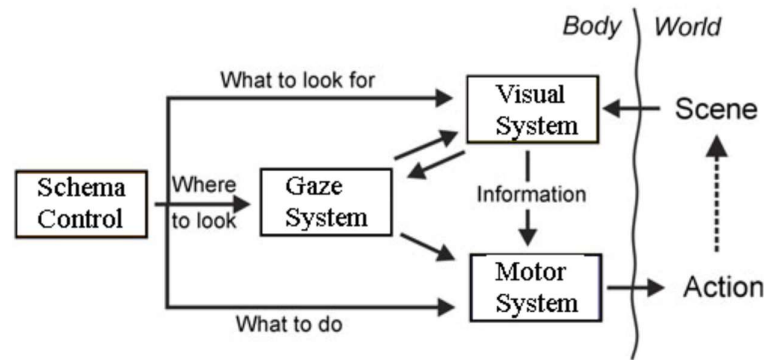 Body
World
What to look for
Visual
System
Scene
Schema
Control
Where
to look
Gaze
System
Information
Motor
System
Action
What to do